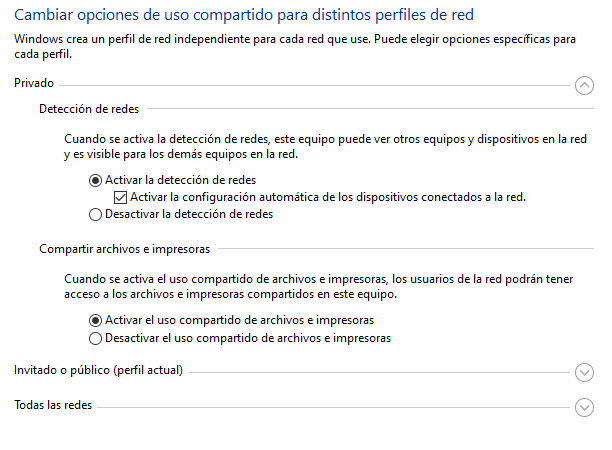 Cambiar opciones de uso compartido para distintos perfiles de red
Windows crea un perfil de red independiente para cada red que use. Puede elegir opciones específicas para
cada perfil.
Privado
Detección de redes
Cuando se activa la detección de redes, este equipo puede ver otros equipos y dispositivos en la red
y es visible para los demás equipos en la red.
Activar la detección de redes
Activar la configuración automática de los dispositivos conectados a la red.
Desactivar la detección de redes
Compartir archivos e impresoras
Cuando se activa el uso compartido de archivos e impresoras, los usuarios de la red podrán tener
acceso a los archivos e impresoras compartidos en este equipo.
Activar el uso compartido de archivos e impresoras
Desactivar el uso compartido de archivos e impresoras
Invitado o público (perfil actual)
Todas las redes